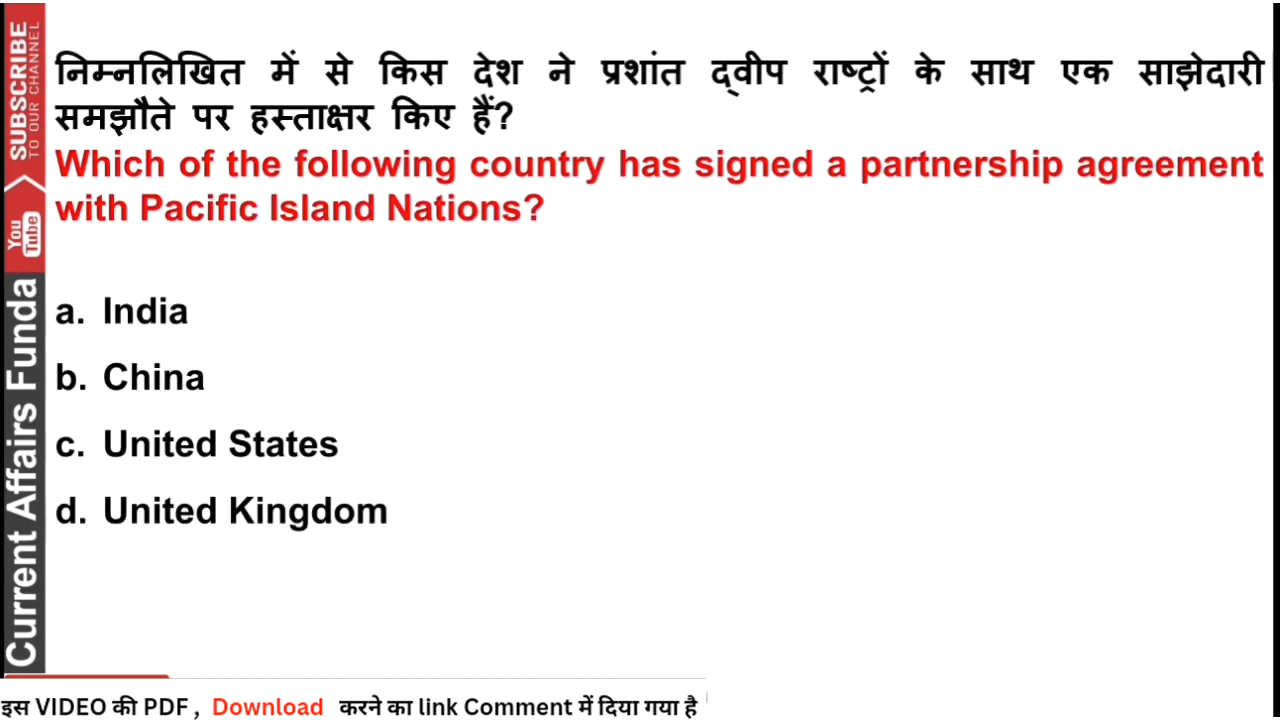 SUBSCRIBE
TO OUR CHANNEL
You
Tube
Current Affairs Funda
निम्नलिखित में से किस देश ने प्रशांत द्वीप राष्ट्रों के साथ एक साझेदारी
समझौते पर हस्ताक्षर किए हैं?
Which of the following country has signed a partnership agreement
with Pacific Island Nations?
a. India
b. China
c. United States
d. United Kingdom
इस VIDEO की PDF , Download करने का link Comment में दिया गया है